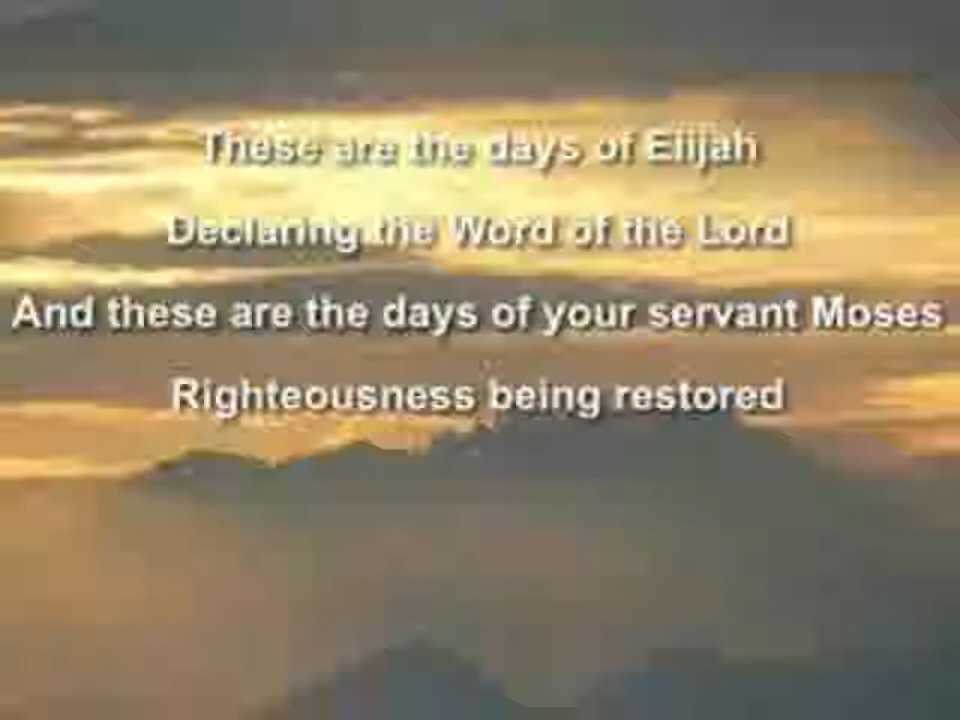 These are the days of Elijah
Declaring the Word of the Lord
And these are the days of your servant Moses
Righteousness being restored